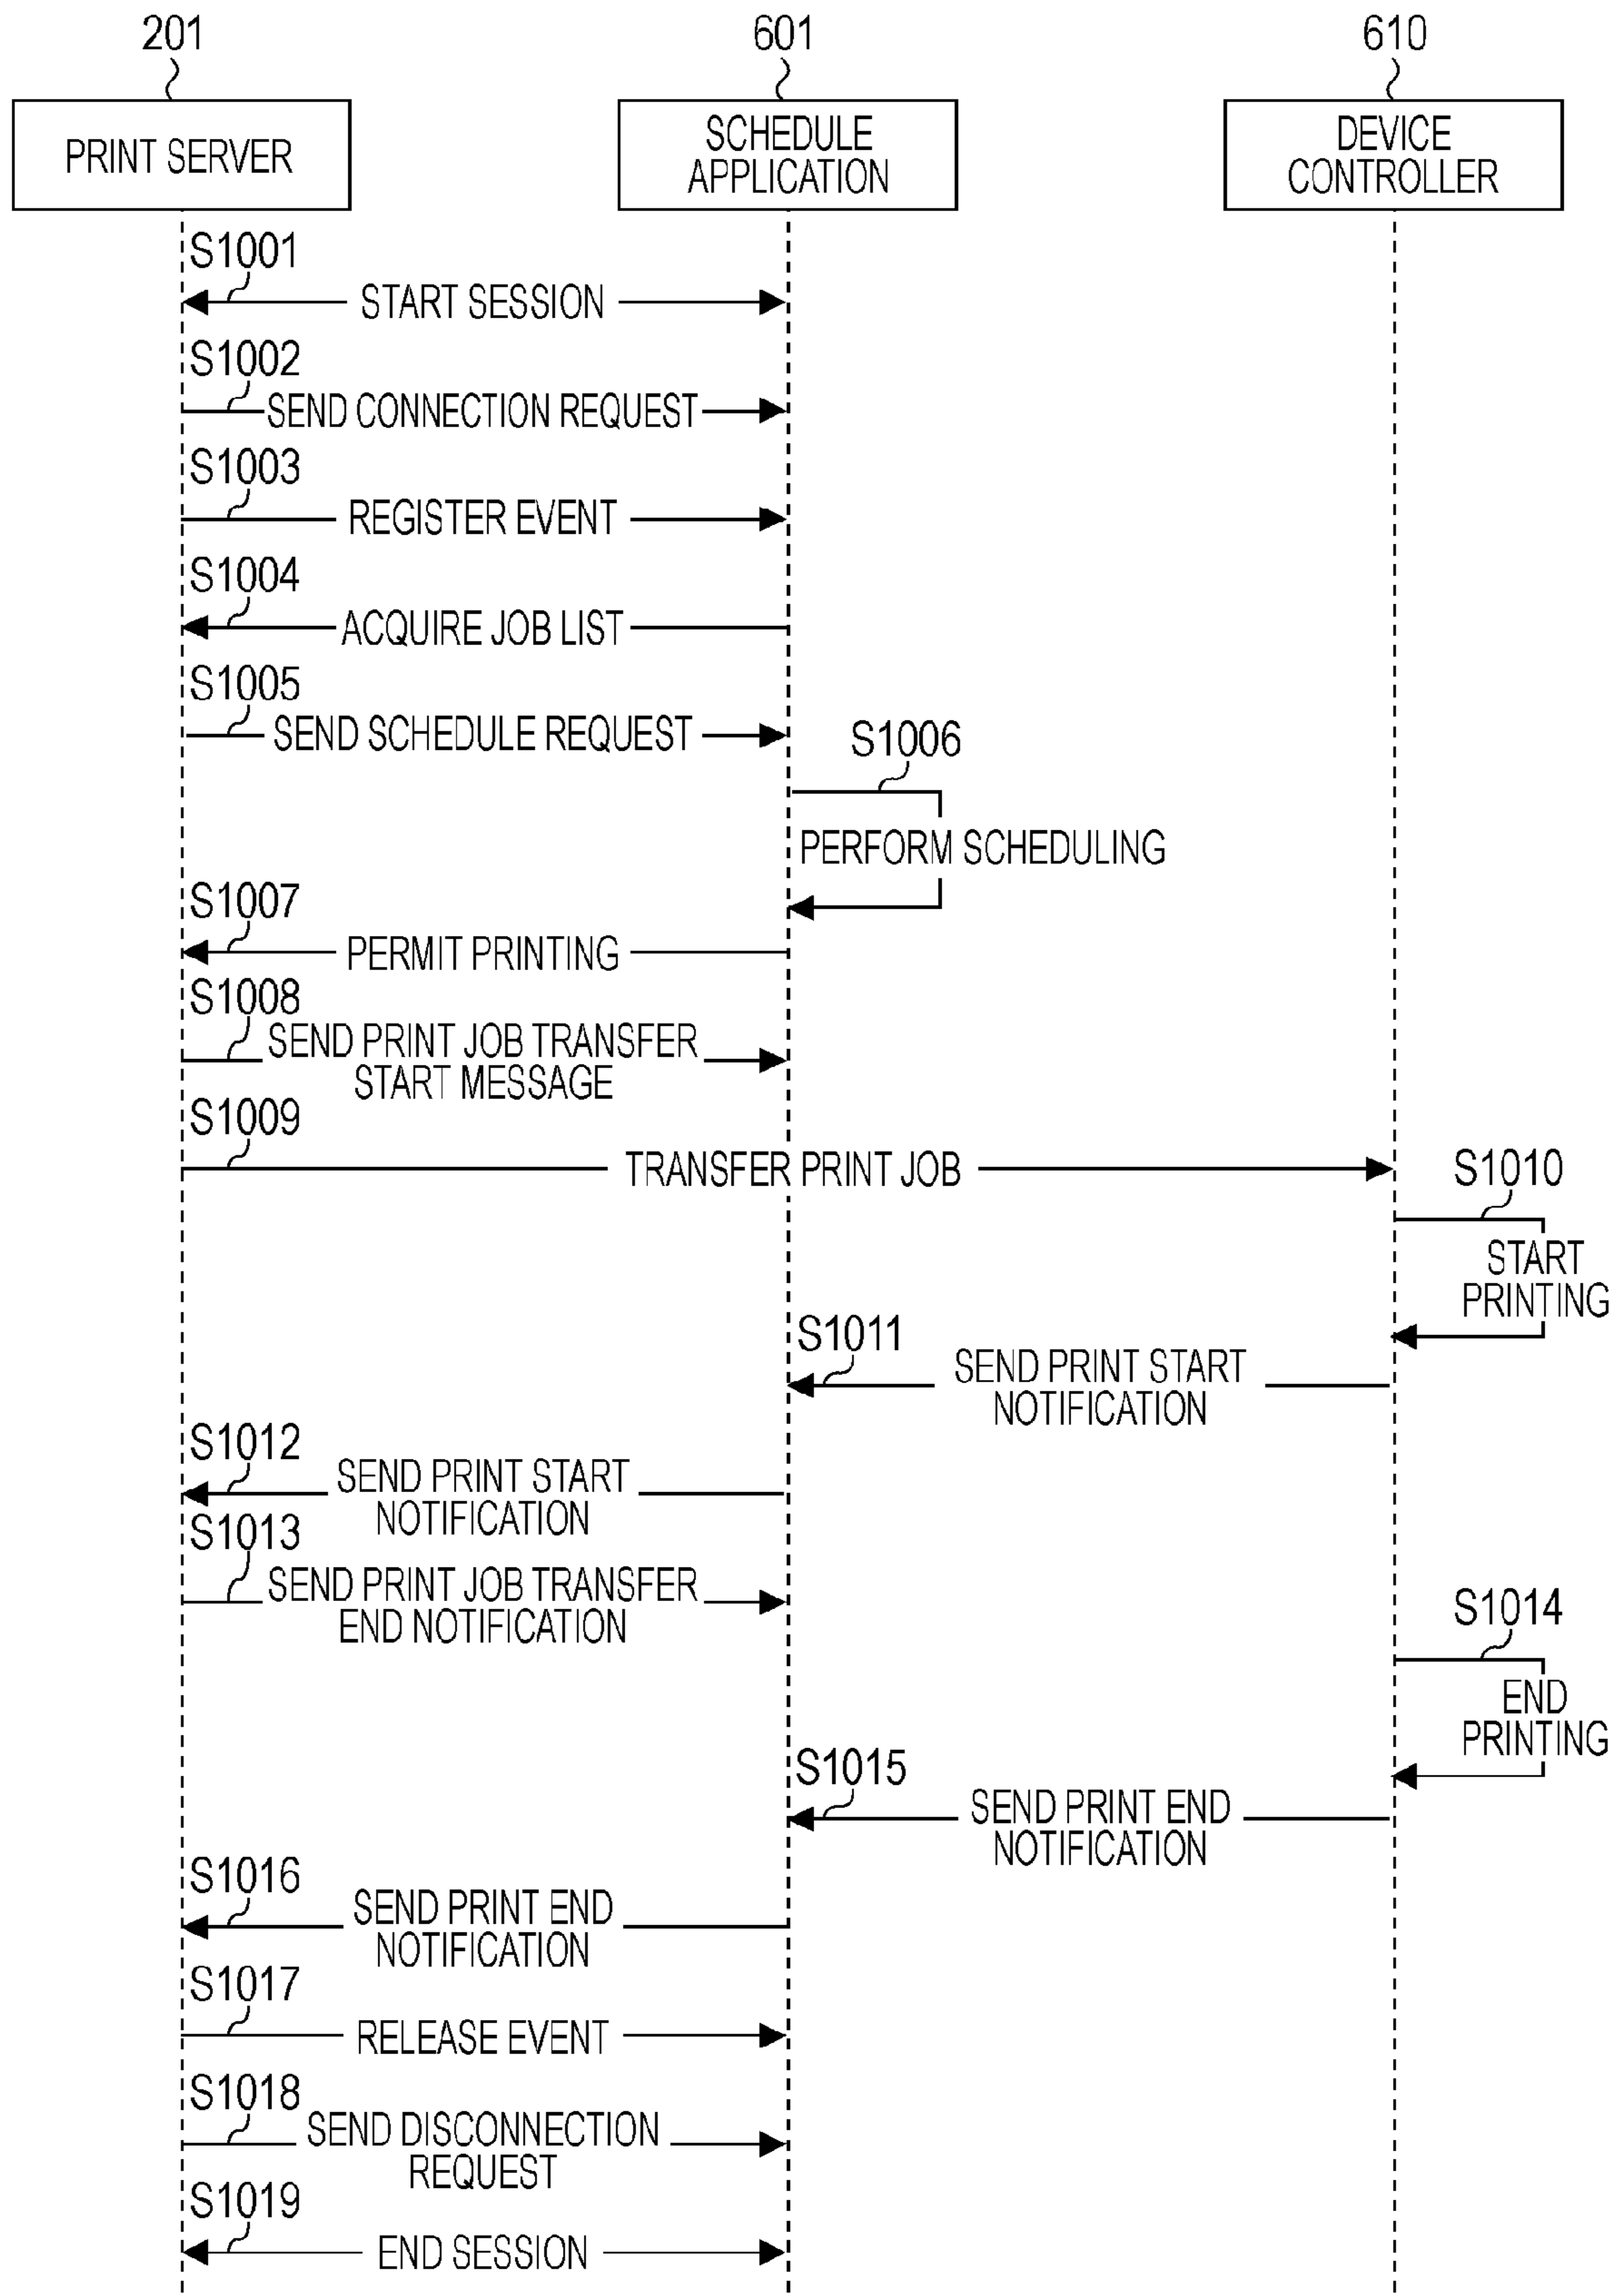 201
601
610
PRINT SERVER
SCHEDULE
APPLICATION
DEVICE
CONTROLLER
S1001
START SESSION
S1002
SEND CONNECTION REQUEST
S1003
REGISTER EVENT
S1004
ACQUIRE JOB LIST
S1005
SEND SCHEDULE REQUEST
S1006
PERFORM SCHEDULING
S1007
PERMIT PRINTING
S1008
SEND PRINT JOB TRANSFER
START MESSAGE
S1009
TRANSFER PRINT JOB
S1010
START
PRINTING
S1011
SEND PRINT START
NOTIFICATION
S1012
SEND PRINT START
NOTIFICATION
S1013
SEND PRINT JOB TRANSFER
END NOTIFICATION
S1014
END
PRINTING
S1015
SEND PRINT END
NOTIFICATION
S1016
SEND PRINT END
NOTIFICATION
S1017
RELEASE EVENT
S1018
SEND DISCONNECTION
REQUEST
S1019
END SESSION